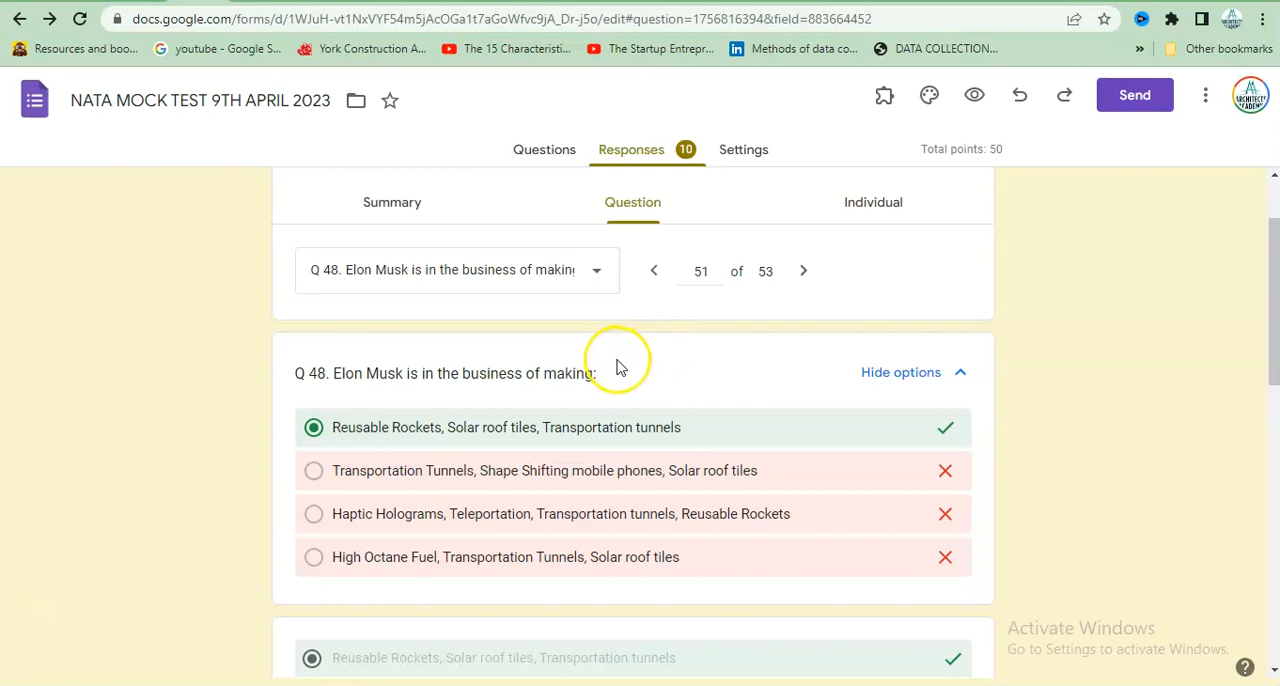 docs.google.com/forms/d/1WJuH-vt1NxVYF54m5jAcOGa1t7aGoWfvc9jA_Dr-j5o/edit#question=1756816394&field=883664452
Resources and boo... youtube - Google S... York Construction A... The 15 Characteristi... The Startup Entrepr... Methods of data co... DATA COLLECTION... » Other bookmarks
NATA MOCK TEST 9TH APRIL 2023 Send
Questions Responses 10 Settings Total points: 50
Summary Question Individual
Q 48. Elon Musk is in the business of making 51 of 53
Q 48. Elon Musk is in the business of making: Hide options
Reusable Rockets, Solar roof tiles, Transportation tunnels
Transportation Tunnels, Shape Shifting mobile phones, Solar roof tiles
Haptic Holograms, Teleportation, Transportation tunnels, Reusable Rockets
High Octane Fuel, Transportation Tunnels, Solar roof tiles
Reusable Rockets, Solar roof tiles, Transportation tunnels
Activate Windows
Go to Settings to activate Windows.